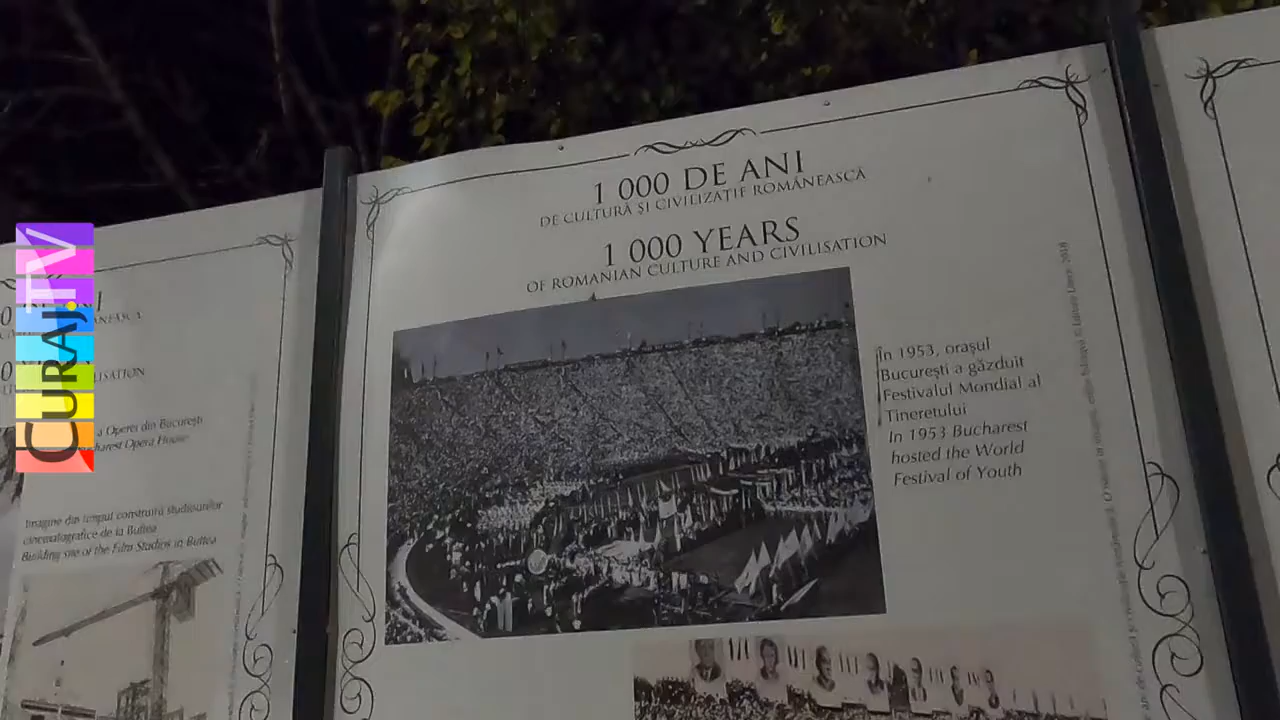 1 000 DE ANI
DE CULTURĂ ȘI CIVILIZAȚIE ROMÂNEASCĂ
1 000 YEARS
OF ROMANIAN CULTURE AND CIVILISATION
În 1953, orașul
București a găzduit
Festivalul Mondial al
Tineretului
In 1953 Bucharest
hosted the World
Festival of Youth
CURAJ.TV
a Operei din București
Opera House
Imagine din timpul construirii studiourilor
cinematografice de la Buftea
Building site of the Film Studios in Buftea